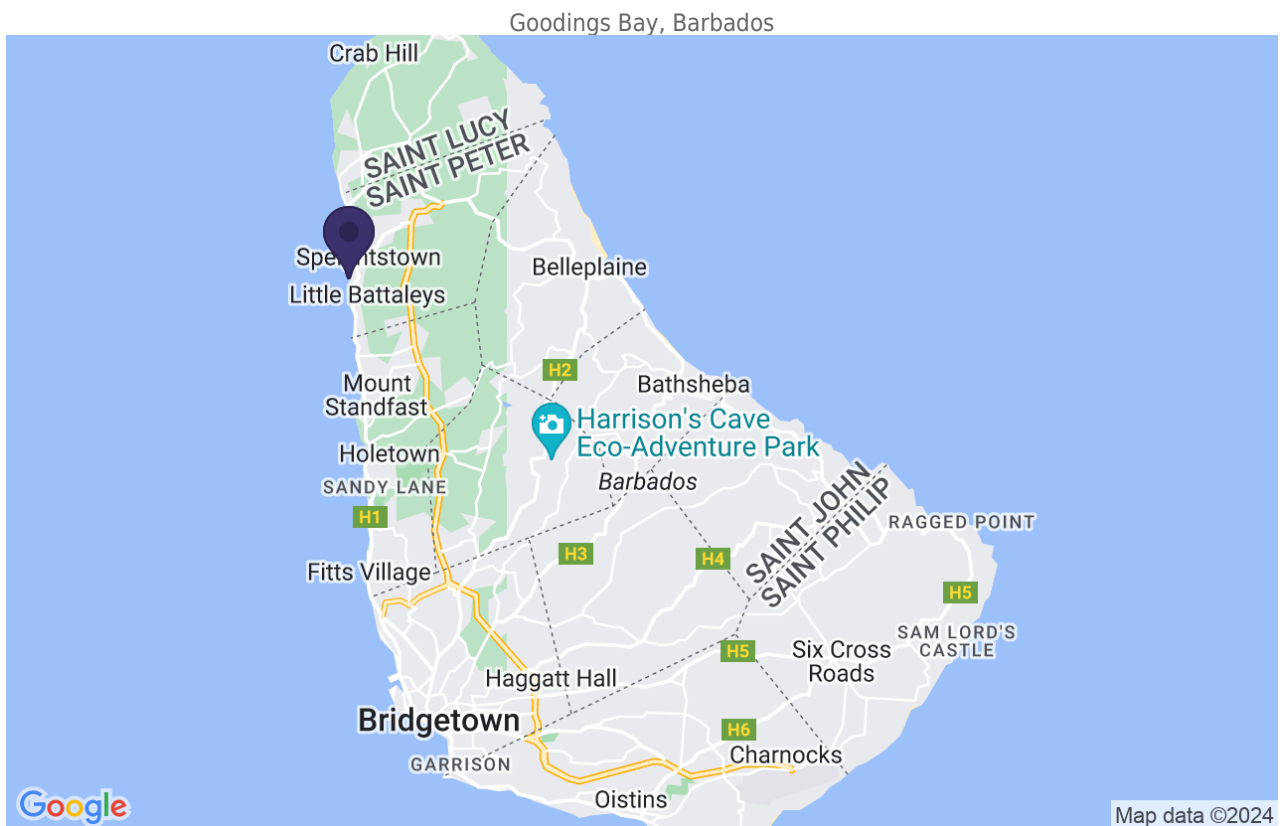 Goodings Bay, Barbados
Crab Hill
SAINT LUCY
SAINT PETER
Speightstown
Belleplaine
Little Battaleys
H2
Mount
Standfast
Bathsheba
Harrison's Cave
Eco-Adventure Park
Holetown
Barbados
SANDY LANE
H1
SAINT JOHN
SAINT PHILIP
RAGGED POINT
H3
H4
Fitts Village
H5
SAM LORD'S
CASTLE
H5
Six Cross
Roads
Haggatt Hall
Bridgetown
H6
Charnocks
GARRISON
Oistins
Google
Map data ©2024